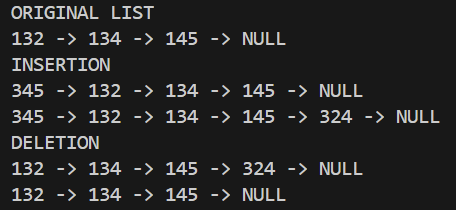 ORIGINAL LIST
132 -> 134 -> 145 -> NULL
INSERTION
345 -> 132 -> 134 -> 145 -> NULL
345 -> 132 -> 134 -> 145 -> 324 -> NULL
DELETION
132 -> 134 -> 145 -> 324 -> NULL
132 -> 134 -> 145 -> NULL